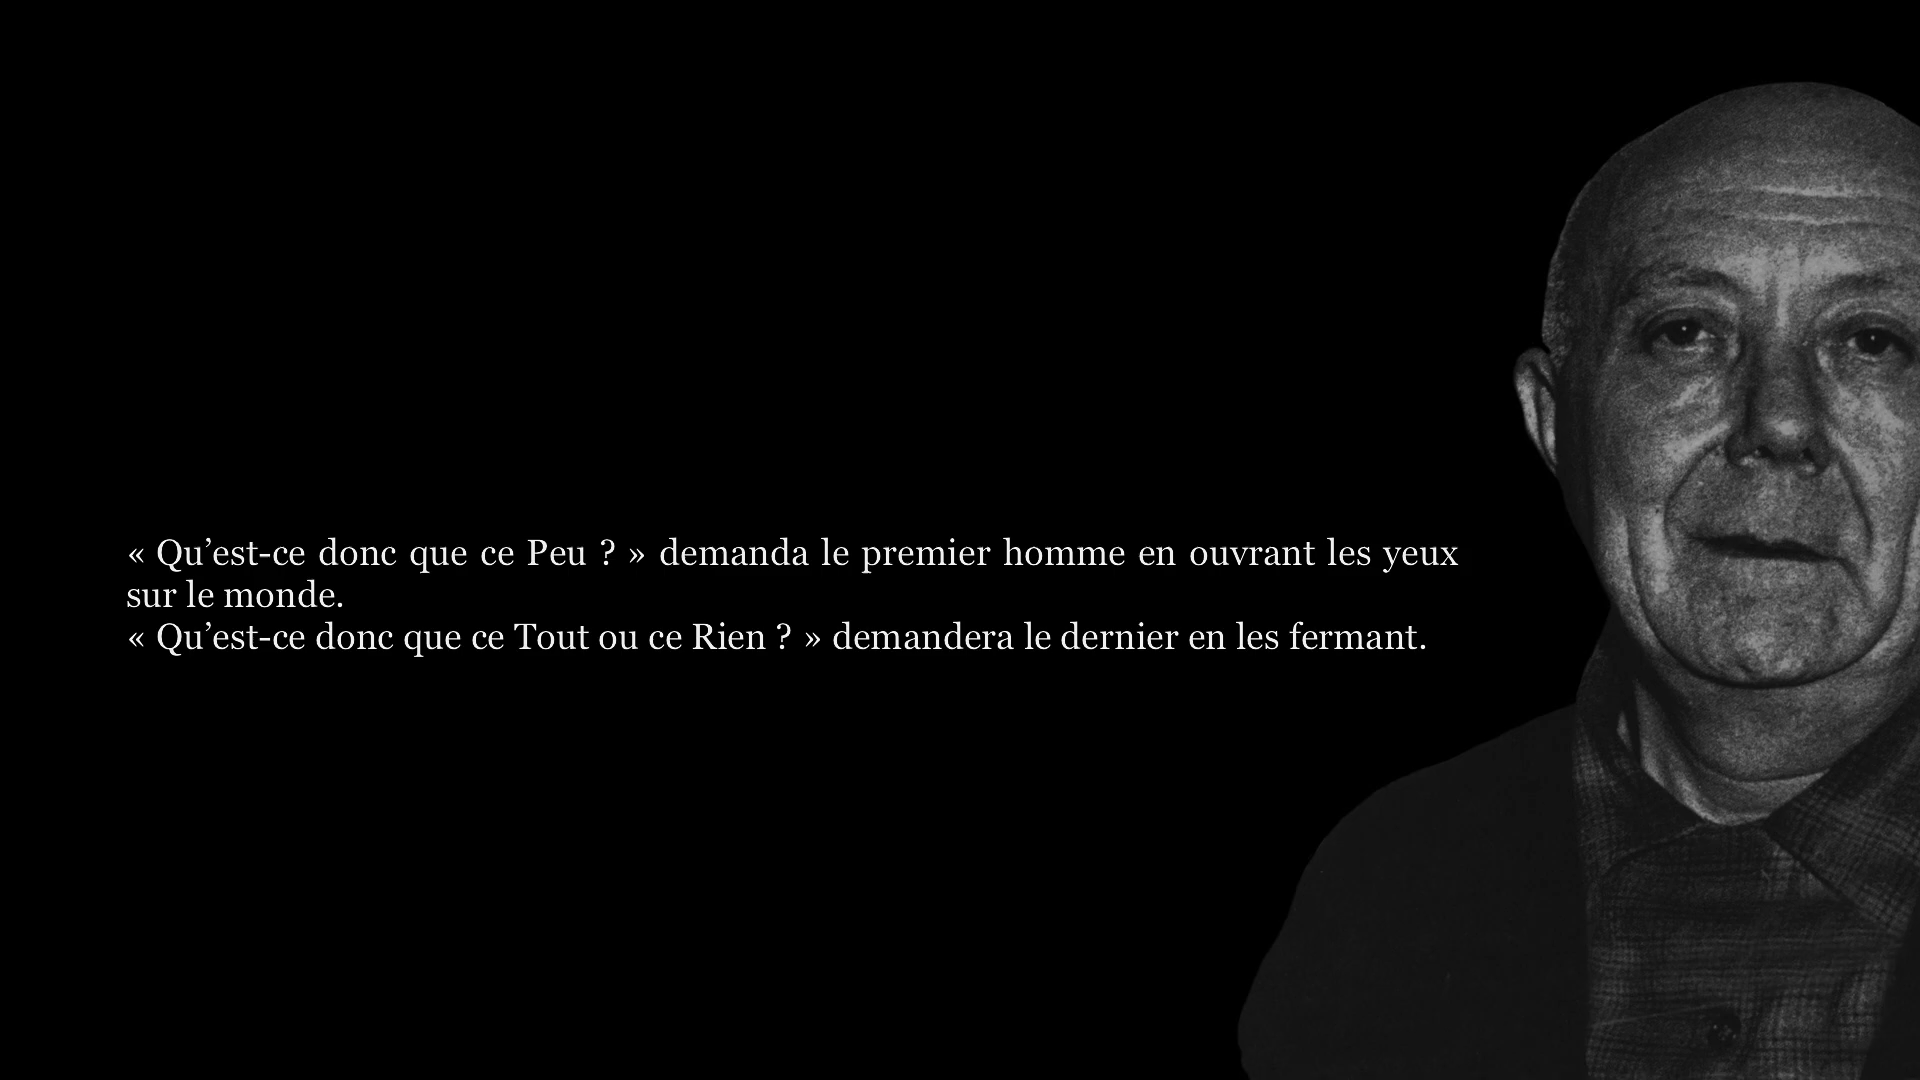 « Qu’est-ce donc que ce Peu ? » demanda le premier homme en ouvrant les yeux
sur le monde.
« Qu’est-ce donc que ce Tout ou ce Rien ? » demandera le dernier en les fermant.